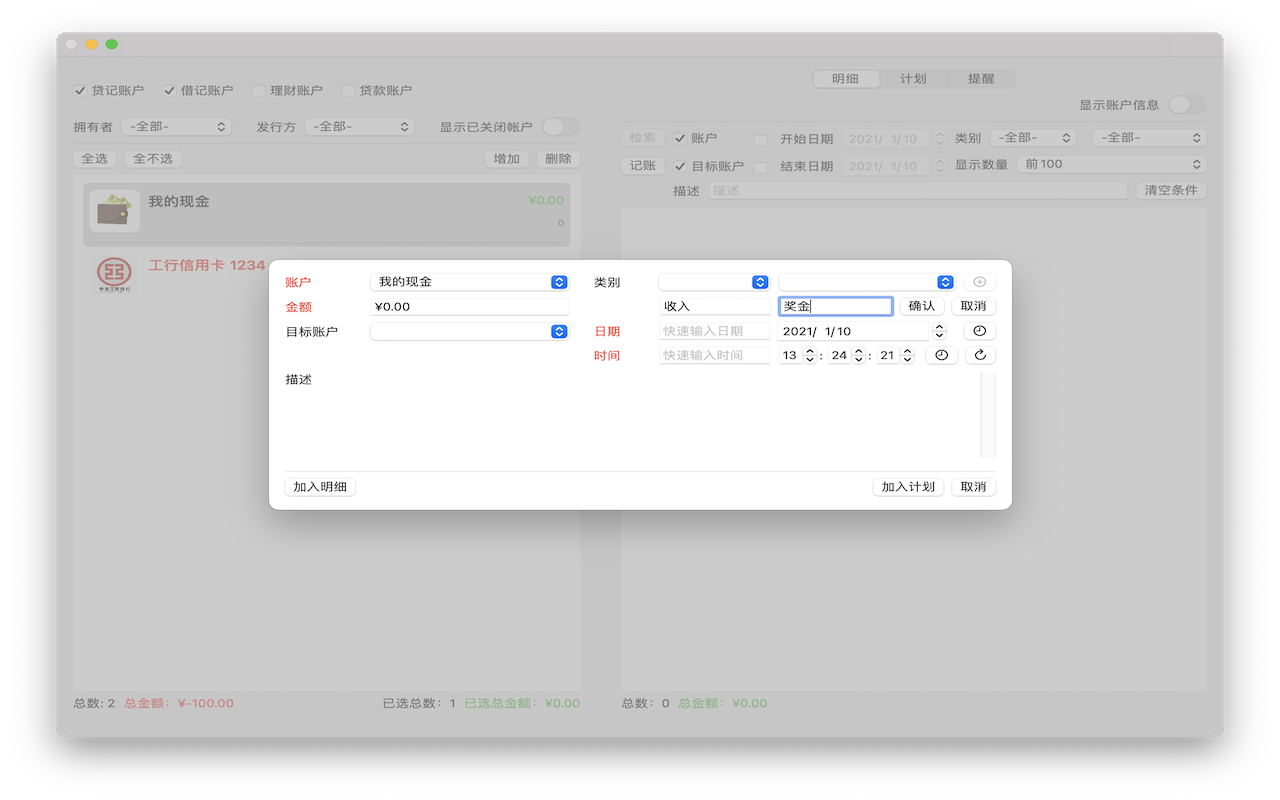 明细 计划 提醒
贷记账户 借记账户 理财账户 贷款账户
显示账户信息
拥有者 -全部- 发行方 -全部- 显示已关闭帐户
检索 账户 开始日期 2021/ 1/10 类别 -全部- -全部-
全选 全不选 增加 删除
记账 目标账户 结束日期 2021/ 1/10 显示数量 前100
描述 描述 清空条件
我的现金 ¥0.00
0
工行信用卡 1234
账户 我的现金 类别
金额 ¥0.00 收入 奖金 确认 取消
目标账户 日期 快速输入日期 2021/ 1/10
时间 快速输入时间 13 : 24 : 21
描述
加入明细 加入计划 取消
总数: 2 总金额: ¥-100.00 已选总数: 1 已选总金额: ¥0.00 总数: 0 总金额: ¥0.00